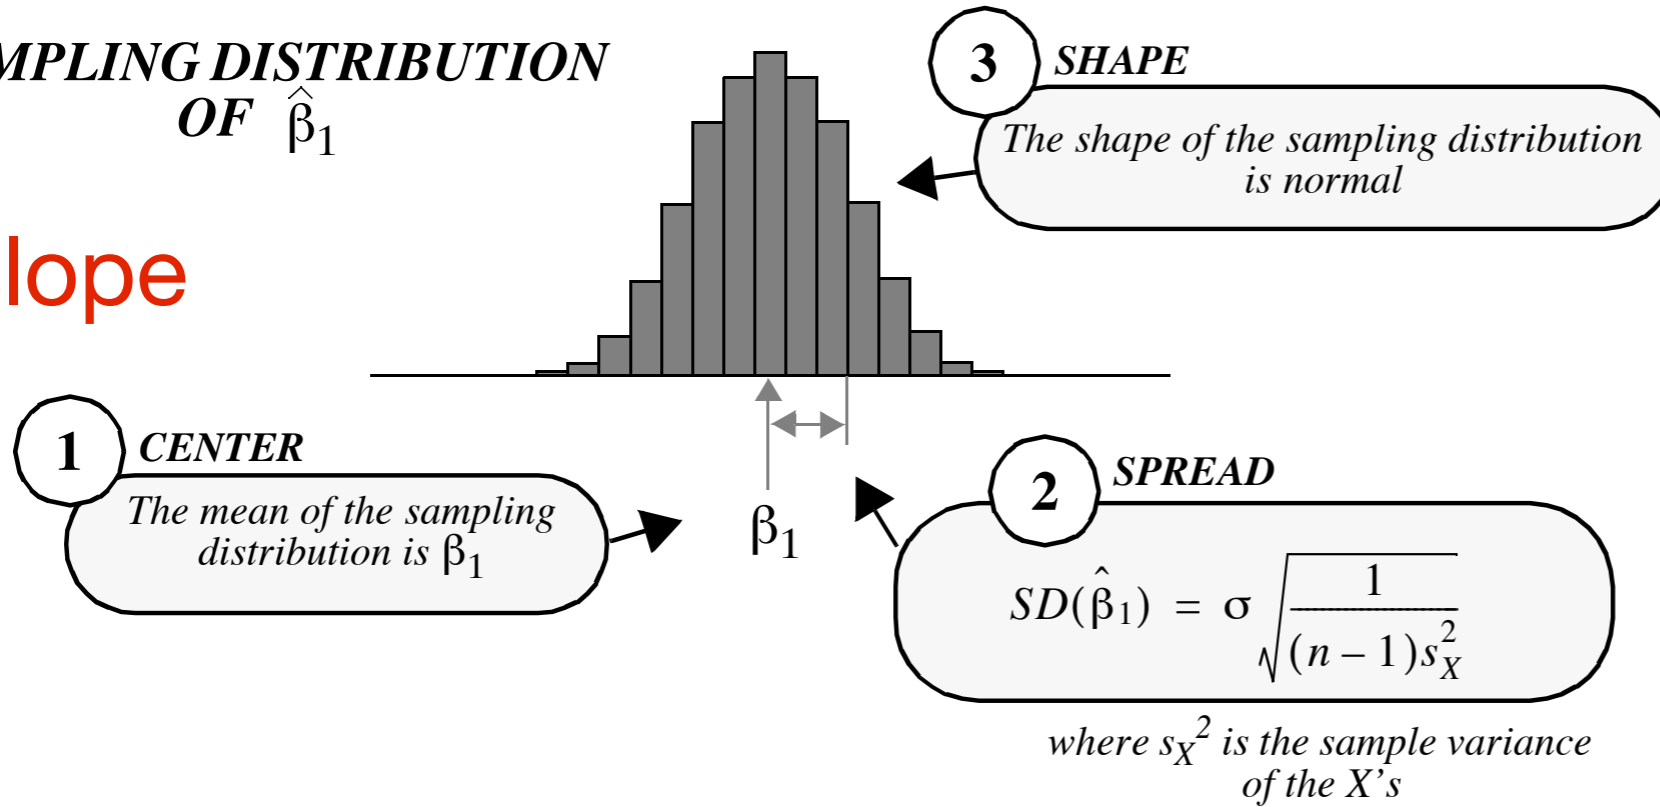 MPLING DISTRIBUTION
OF β̂₁
lope
3 SHAPE
The shape of the sampling distribution
is normal
1 CENTER
The mean of the sampling
distribution is β₁
β₁
2 SPREAD
SD(β̂₁) = σ √(1 / ((n – 1)s²_X))
where s_X² is the sample variance
of the X’s